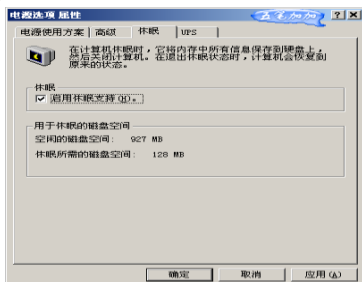 电源选项 属性
电源使用方案 高级 休眠 UPS
在计算机休眠时，它将内存中所有信息保存到硬盘上，
然后关闭计算机。在退出休眠状态时，计算机会恢复到
原来的状态。
休眠
启用休眠支持(H)。
用于休眠的磁盘空间
空闲的磁盘空间: 927 MB
休眠所需的磁盘空间: 128 MB
确定 取消 应用(A)